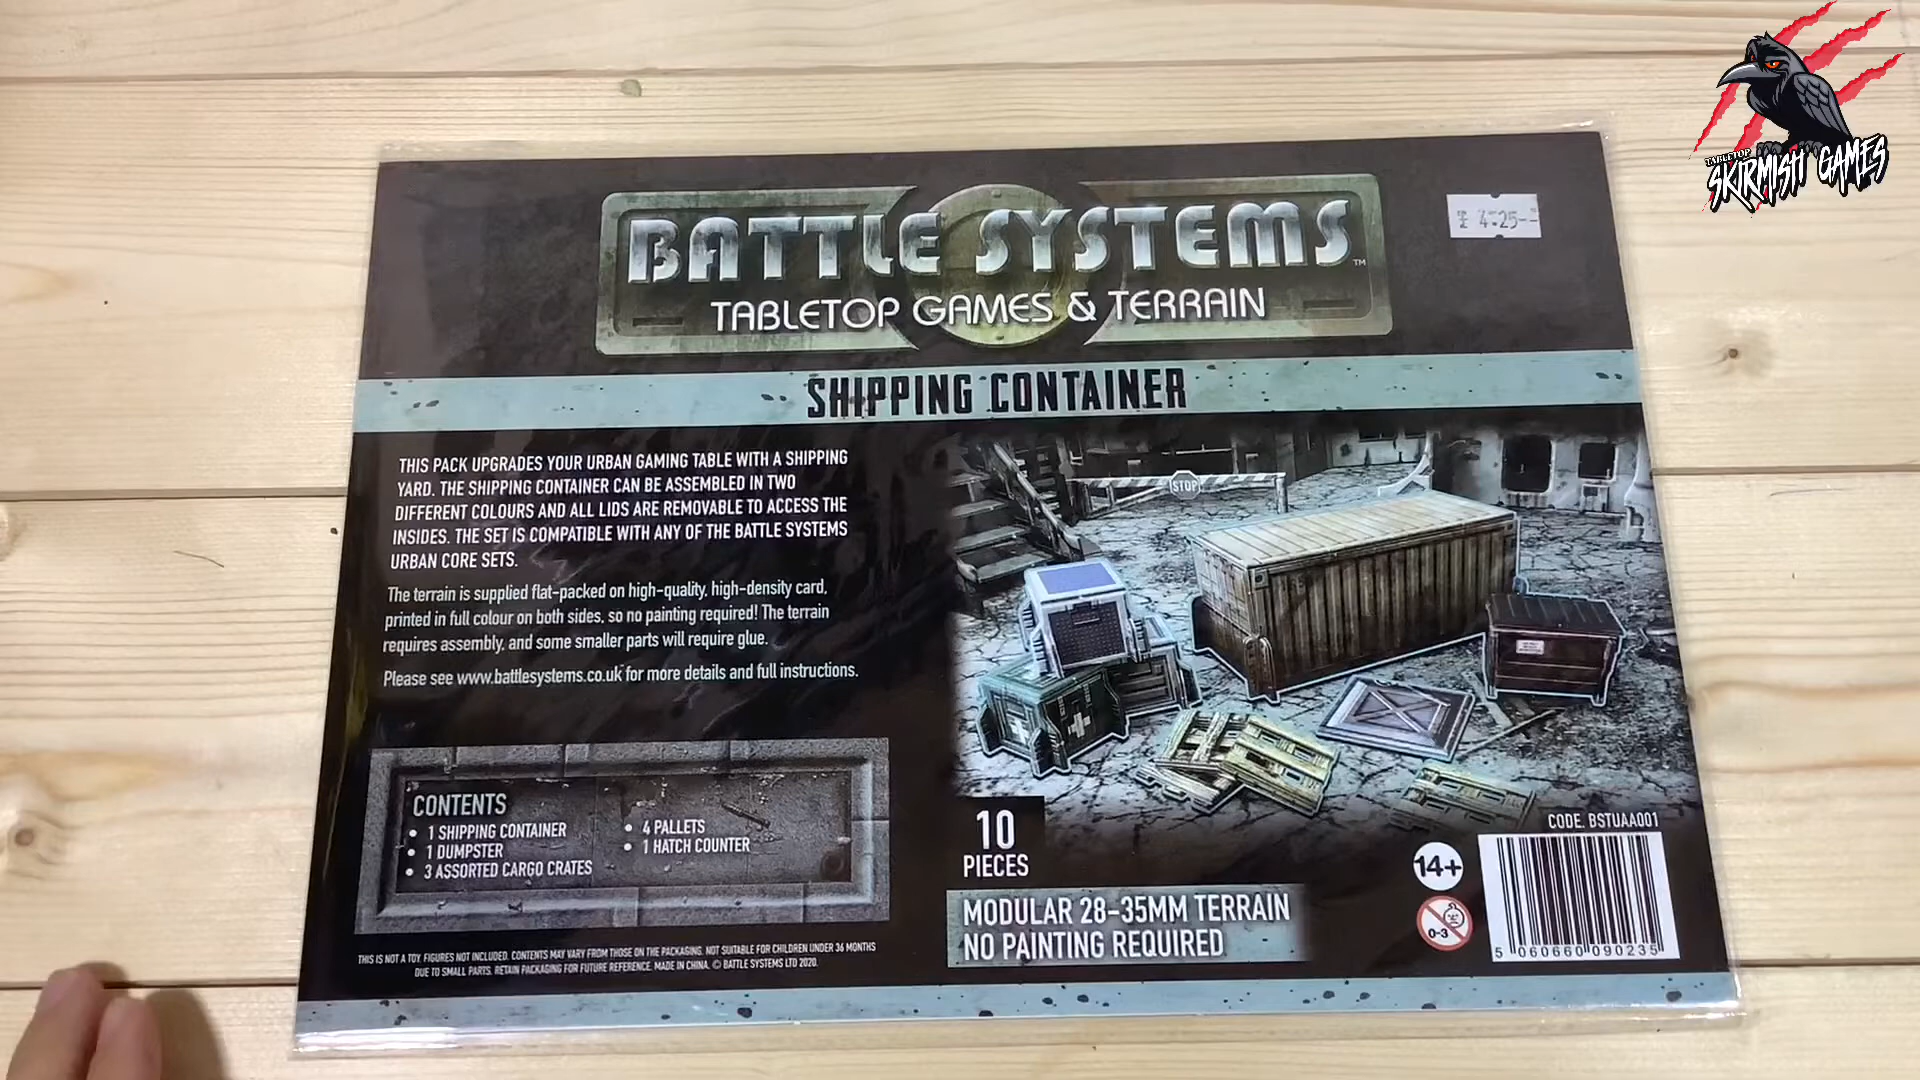 TABLETOP
SKIRMISH GAMES
BATTLE SYSTEMS™
TABLETOP GAMES & TERRAIN
£ 4.25
SHIPPING CONTAINER
THIS PACK UPGRADES YOUR URBAN GAMING TABLE WITH A SHIPPING
YARD. THE SHIPPING CONTAINER CAN BE ASSEMBLED IN TWO
DIFFERENT COLOURS AND ALL LIDS ARE REMOVABLE TO ACCESS THE
INSIDES. THE SET IS COMPATIBLE WITH ANY OF THE BATTLE SYSTEMS
URBAN CORE SETS.
The terrain is supplied flat-packed on high-quality, high-density card,
printed in full colour on both sides, so no painting required! The terrain
requires assembly, and some smaller parts will require glue.
Please see www.battlesystems.co.uk for more details and full instructions.
STOP
CONTENTS
• 1 SHIPPING CONTAINER
• 1 DUMPSTER
• 3 ASSORTED CARGO CRATES
• 4 PALLETS
• 1 HATCH COUNTER
THIS IS NOT A TOY. FIGURES NOT INCLUDED. CONTENTS MAY VARY FROM THOSE ON THE PACKAGING. NOT SUITABLE FOR CHILDREN UNDER 36 MONTHS
DUE TO SMALL PARTS. RETAIN PACKAGING FOR FUTURE REFERENCE. MADE IN CHINA. © BATTLE SYSTEMS LTD 2020.
10
PIECES
MODULAR 28-35MM TERRAIN
NO PAINTING REQUIRED
CODE. BSTUAA001
14+
0-3
5 060660 090235